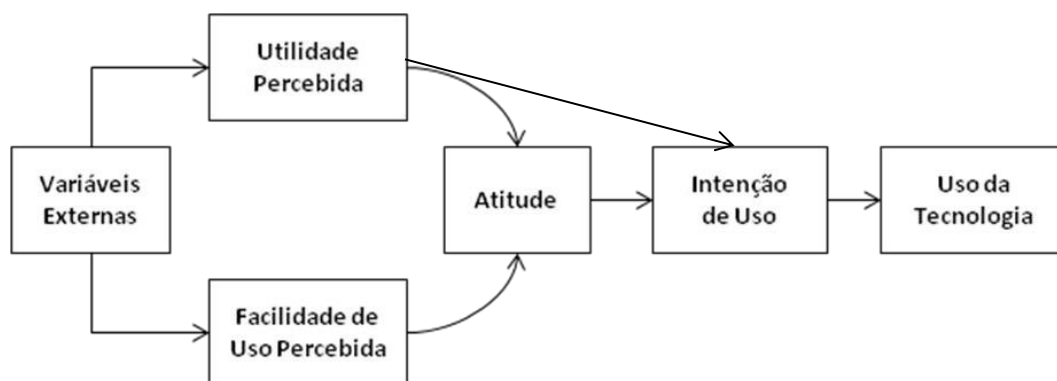 Utilidade
Percebida
Variáveis
Externas
Atitude
Intenção
de Uso
Uso da
Tecnologia
Facilidade de
Uso Percebida